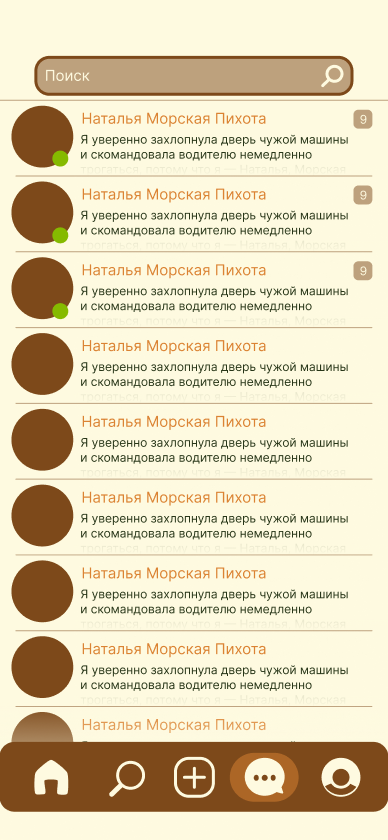 Поиск
Наталья Морская Пихота
9
Я уверенно захлопнула дверь чужой машины
и скомандовала водителю немедленно
трогаться, потому что я — Наталья, Морская
Наталья Морская Пихота
9
Я уверенно захлопнула дверь чужой машины
и скомандовала водителю немедленно
трогаться, потому что я — Наталья, Морская
Наталья Морская Пихота
9
Я уверенно захлопнула дверь чужой машины
и скомандовала водителю немедленно
трогаться, потому что я — Наталья, Морская
Наталья Морская Пихота
Я уверенно захлопнула дверь чужой машины
и скомандовала водителю немедленно
трогаться, потому что я — Наталья, Морская
Наталья Морская Пихота
Я уверенно захлопнула дверь чужой машины
и скомандовала водителю немедленно
трогаться, потому что я — Наталья, Морская
Наталья Морская Пихота
Я уверенно захлопнула дверь чужой машины
и скомандовала водителю немедленно
трогаться, потому что я — Наталья, Морская
Наталья Морская Пихота
Я уверенно захлопнула дверь чужой машины
и скомандовала водителю немедленно
трогаться, потому что я — Наталья, Морская
Наталья Морская Пихота
Я уверенно захлопнула дверь чужой машины
и скомандовала водителю немедленно
трогаться, потому что я — Наталья, Морская
Наталья Морская Пихота